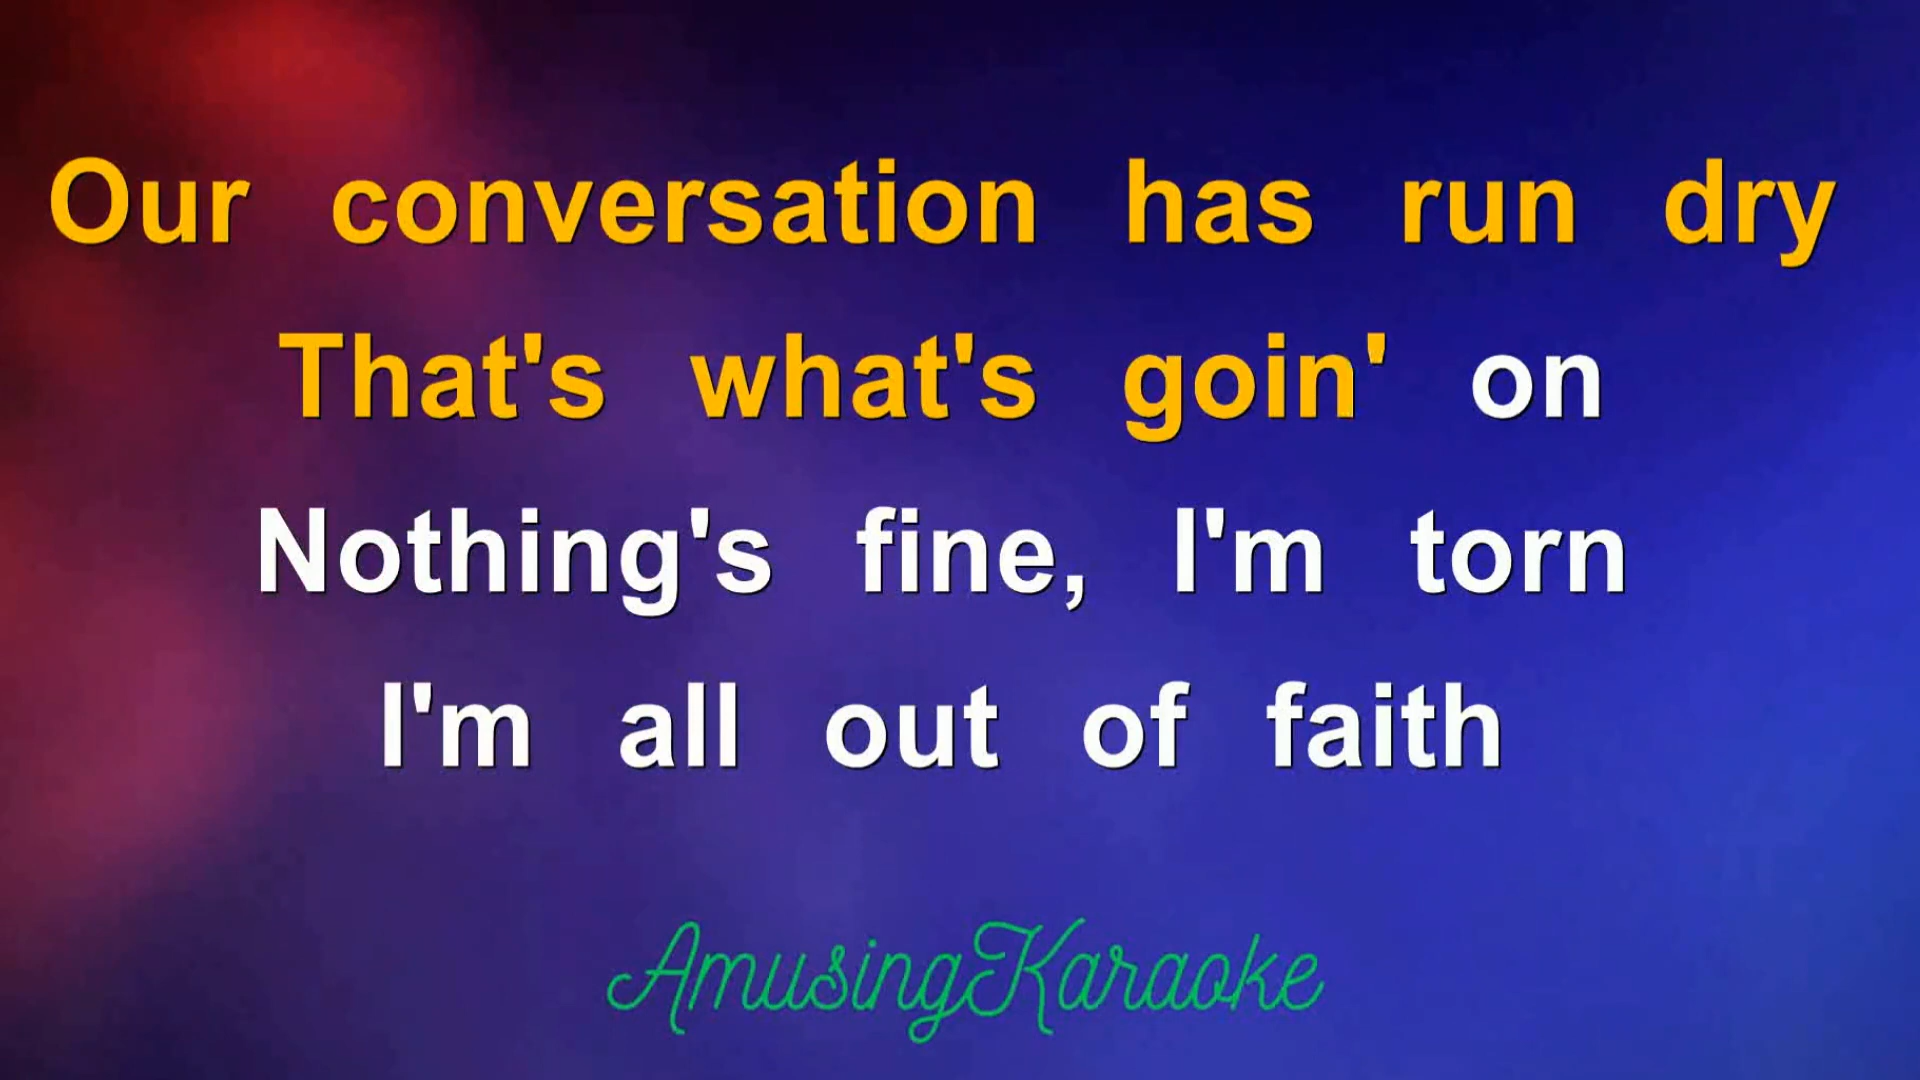 Our conversation has run dry
That's what's goin' on
Nothing's fine, I'm torn
I'm all out of faith
AmusingKaraoke